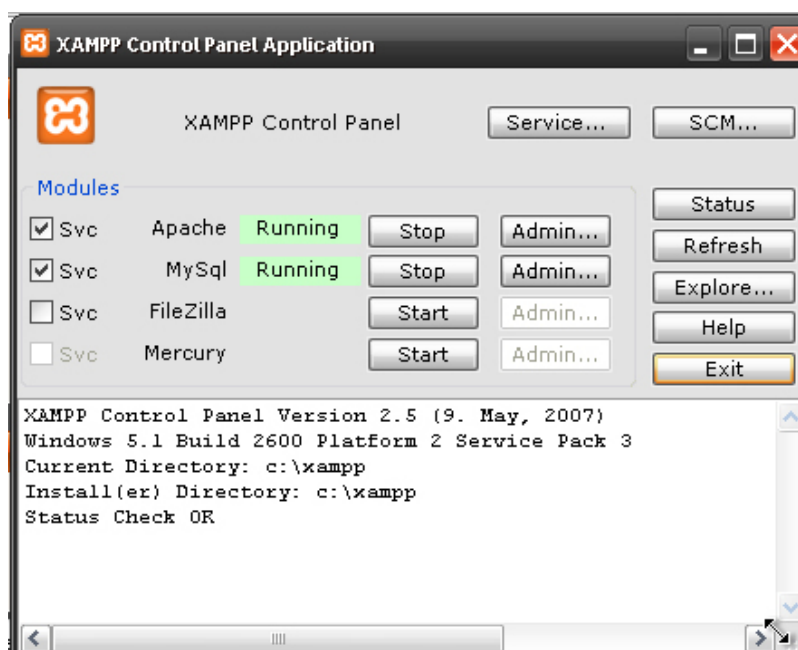 XAMPP Control Panel Application
XAMPP Control Panel Service... SCM...
Modules
Svc Apache Running Stop Admin...
Svc MySql Running Stop Admin...
Svc FileZilla Start Admin...
Svc Mercury Start Admin...
Status
Refresh
Explore...
Help
Exit
XAMPP Control Panel Version 2.5 (9. May, 2007)
Windows 5.1 Build 2600 Platform 2 Service Pack 3
Current Directory: c:\xampp
Install(er) Directory: c:\xampp
Status Check OK